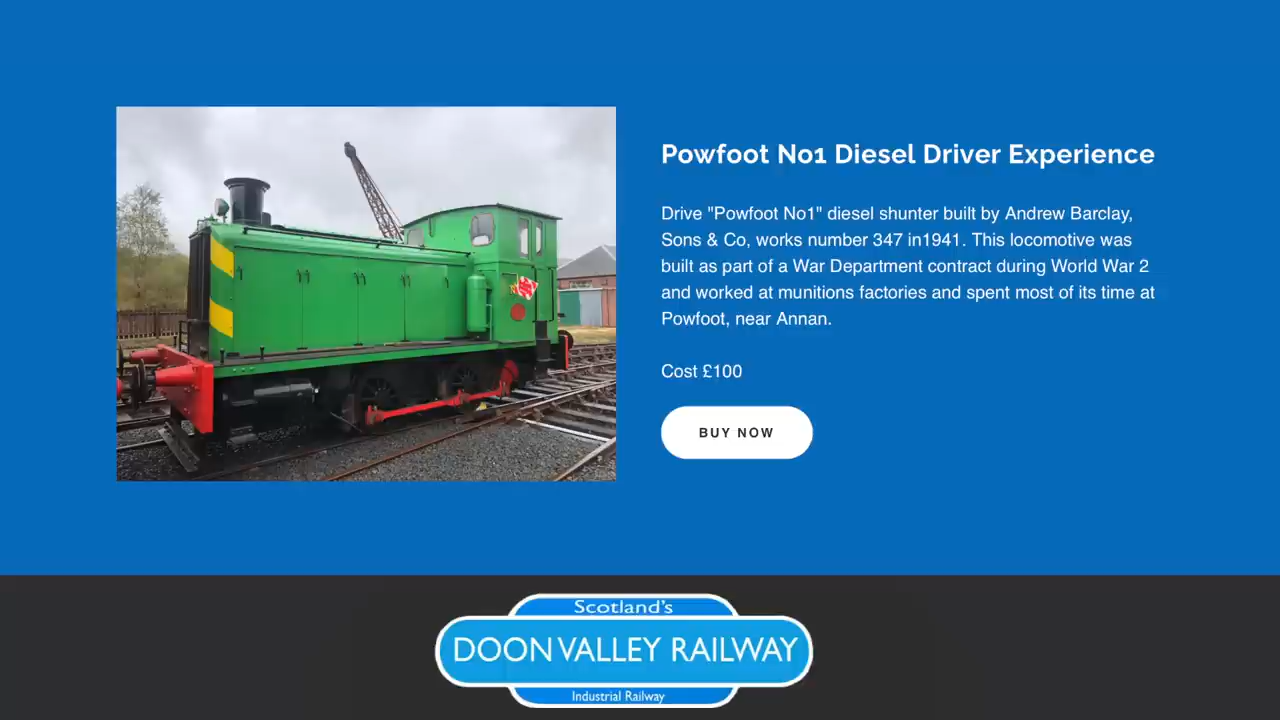 Powfoot No1 Diesel Driver Experience
Drive "Powfoot No1" diesel shunter built by Andrew Barclay,
Sons & Co, works number 347 in1941. This locomotive was
built as part of a War Department contract during World War 2
and worked at munitions factories and spent most of its time at
Powfoot, near Annan.
Cost £100
BUY NOW
Scotland's
DOON VALLEY RAILWAY
Industrial Railway